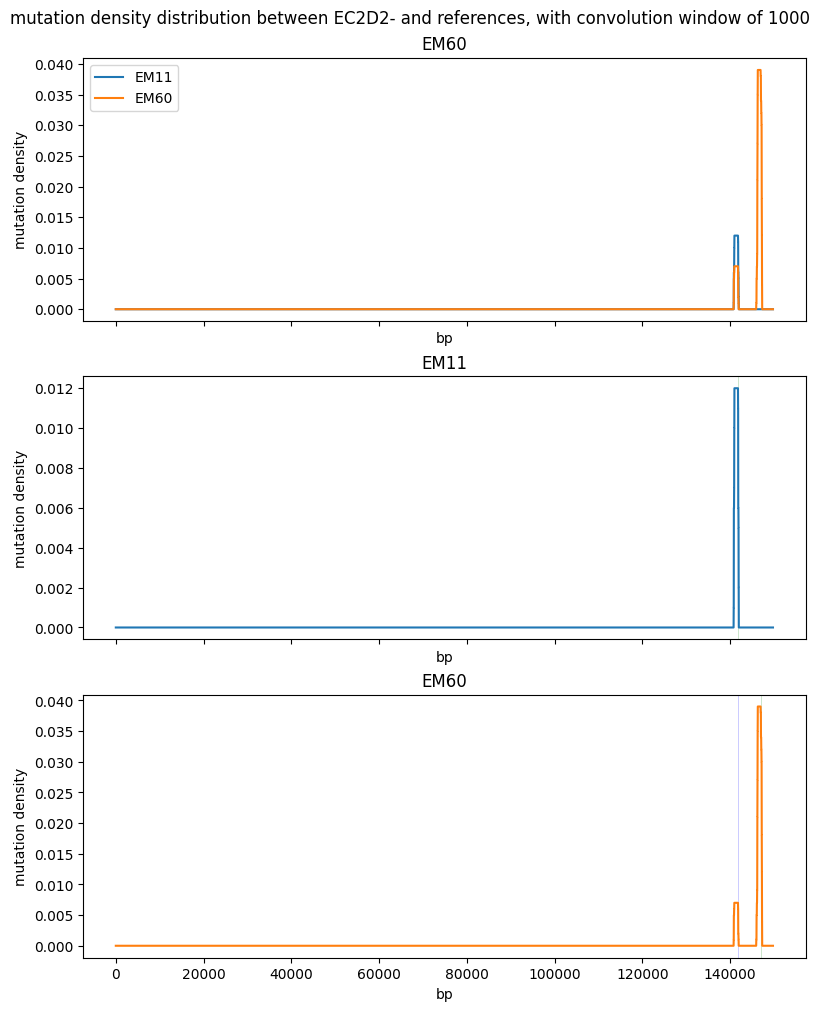 mutation density distribution between EC2D2- and references, with convolution window of 1000
EM60
0.040
0.035
0.030
0.025
0.020
0.015
0.010
0.005
0.000
mutation density
EM11
EM60
bp
EM11
0.012
0.010
0.008
0.006
0.004
0.002
0.000
mutation density
bp
EM60
0.040
0.035
0.030
0.025
0.020
0.015
0.010
0.005
0.000
mutation density
0 20000 40000 60000 80000 100000 120000 140000
bp